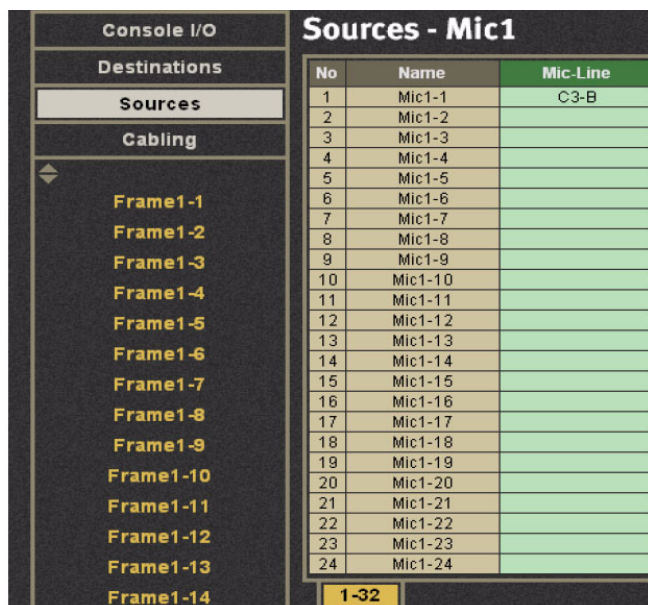 Console I/O
Destinations
Sources
Cabling
Frame1-1
Frame1-2
Frame1-3
Frame1-4
Frame1-5
Frame1-6
Frame1-7
Frame1-8
Frame1-9
Frame1-10
Frame1-11
Frame1-12
Frame1-13
Frame1-14
Sources - Mic1
No Name Mic-Line
1 Mic1-1 C3-B
2 Mic1-2
3 Mic1-3
4 Mic1-4
5 Mic1-5
6 Mic1-6
7 Mic1-7
8 Mic1-8
9 Mic1-9
10 Mic1-10
11 Mic1-11
12 Mic1-12
13 Mic1-13
14 Mic1-14
15 Mic1-15
16 Mic1-16
17 Mic1-17
18 Mic1-18
19 Mic1-19
20 Mic1-20
21 Mic1-21
22 Mic1-22
23 Mic1-23
24 Mic1-24
1-32